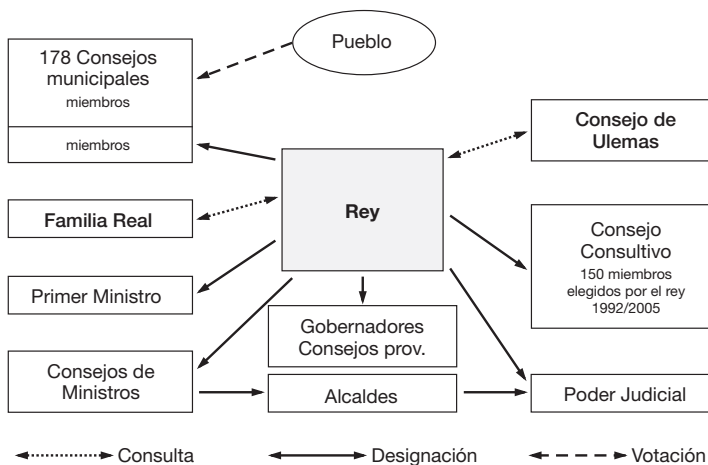 Pueblo
178 Consejos
municipales
miembros
miembros
Consejo de
Ulemas
Familia Real
Rey
Consejo
Consultivo
150 miembros
elegidos por el rey
1992/2005
Primer Ministro
Gobernadores
Consejos prov.
Consejos de
Ministros
Alcaldes
Poder Judicial
Consulta
Designación
Votación